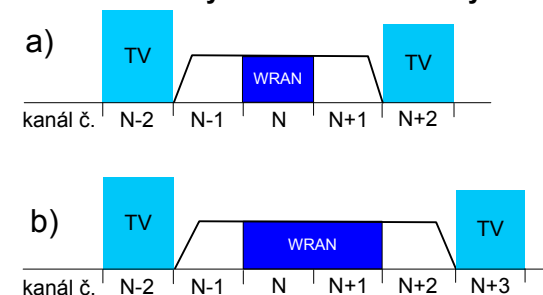 a)
TV
WRAN
TV
kanál č. N-2 N-1 N N+1 N+2
b)
TV
WRAN
TV
kanál č. N-2 N-1 N N+1 N+2 N+3